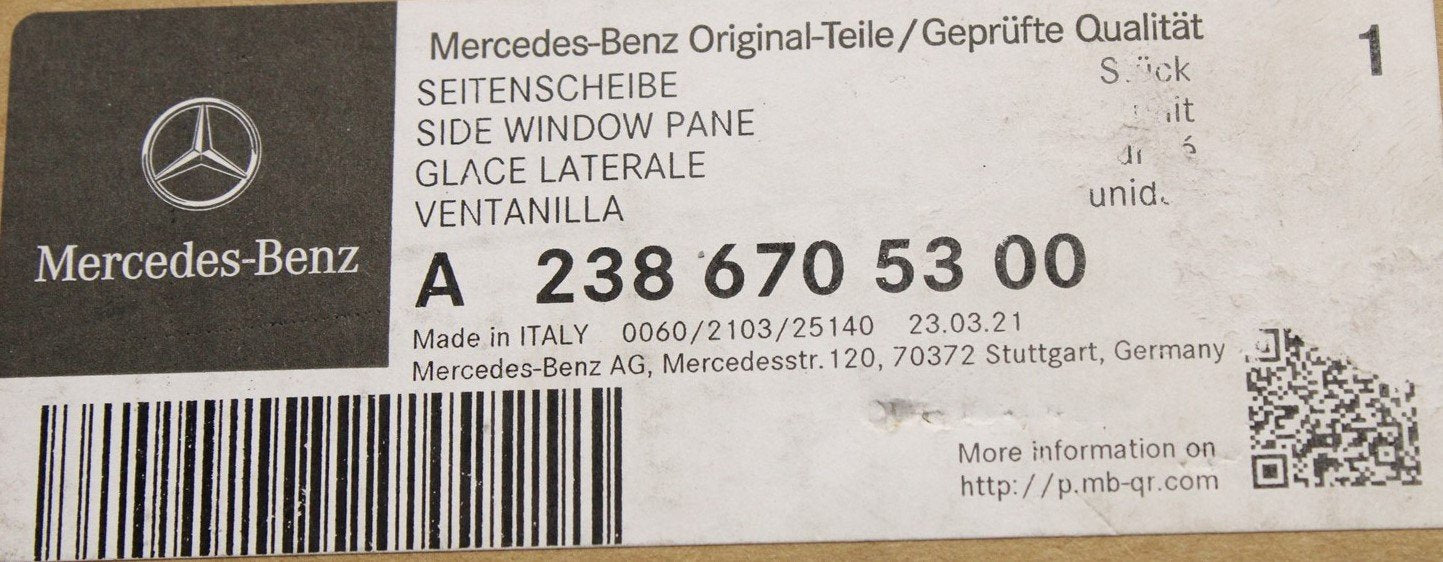 Mercedes-Benz
Mercedes-Benz Original-Teile/Geprüfte Qualität
1
SEITENSCHEIBE
SIDE WINDOW PANE
GLACE LATERALE
VENTANILLA
A 238 670 53 00
Made in ITALY 0060/2103/25140 23.03.21
Mercedes-Benz AG, Mercedesstr. 120, 70372 Stuttgart, Germany
More information on
http://p.mb-qr.com